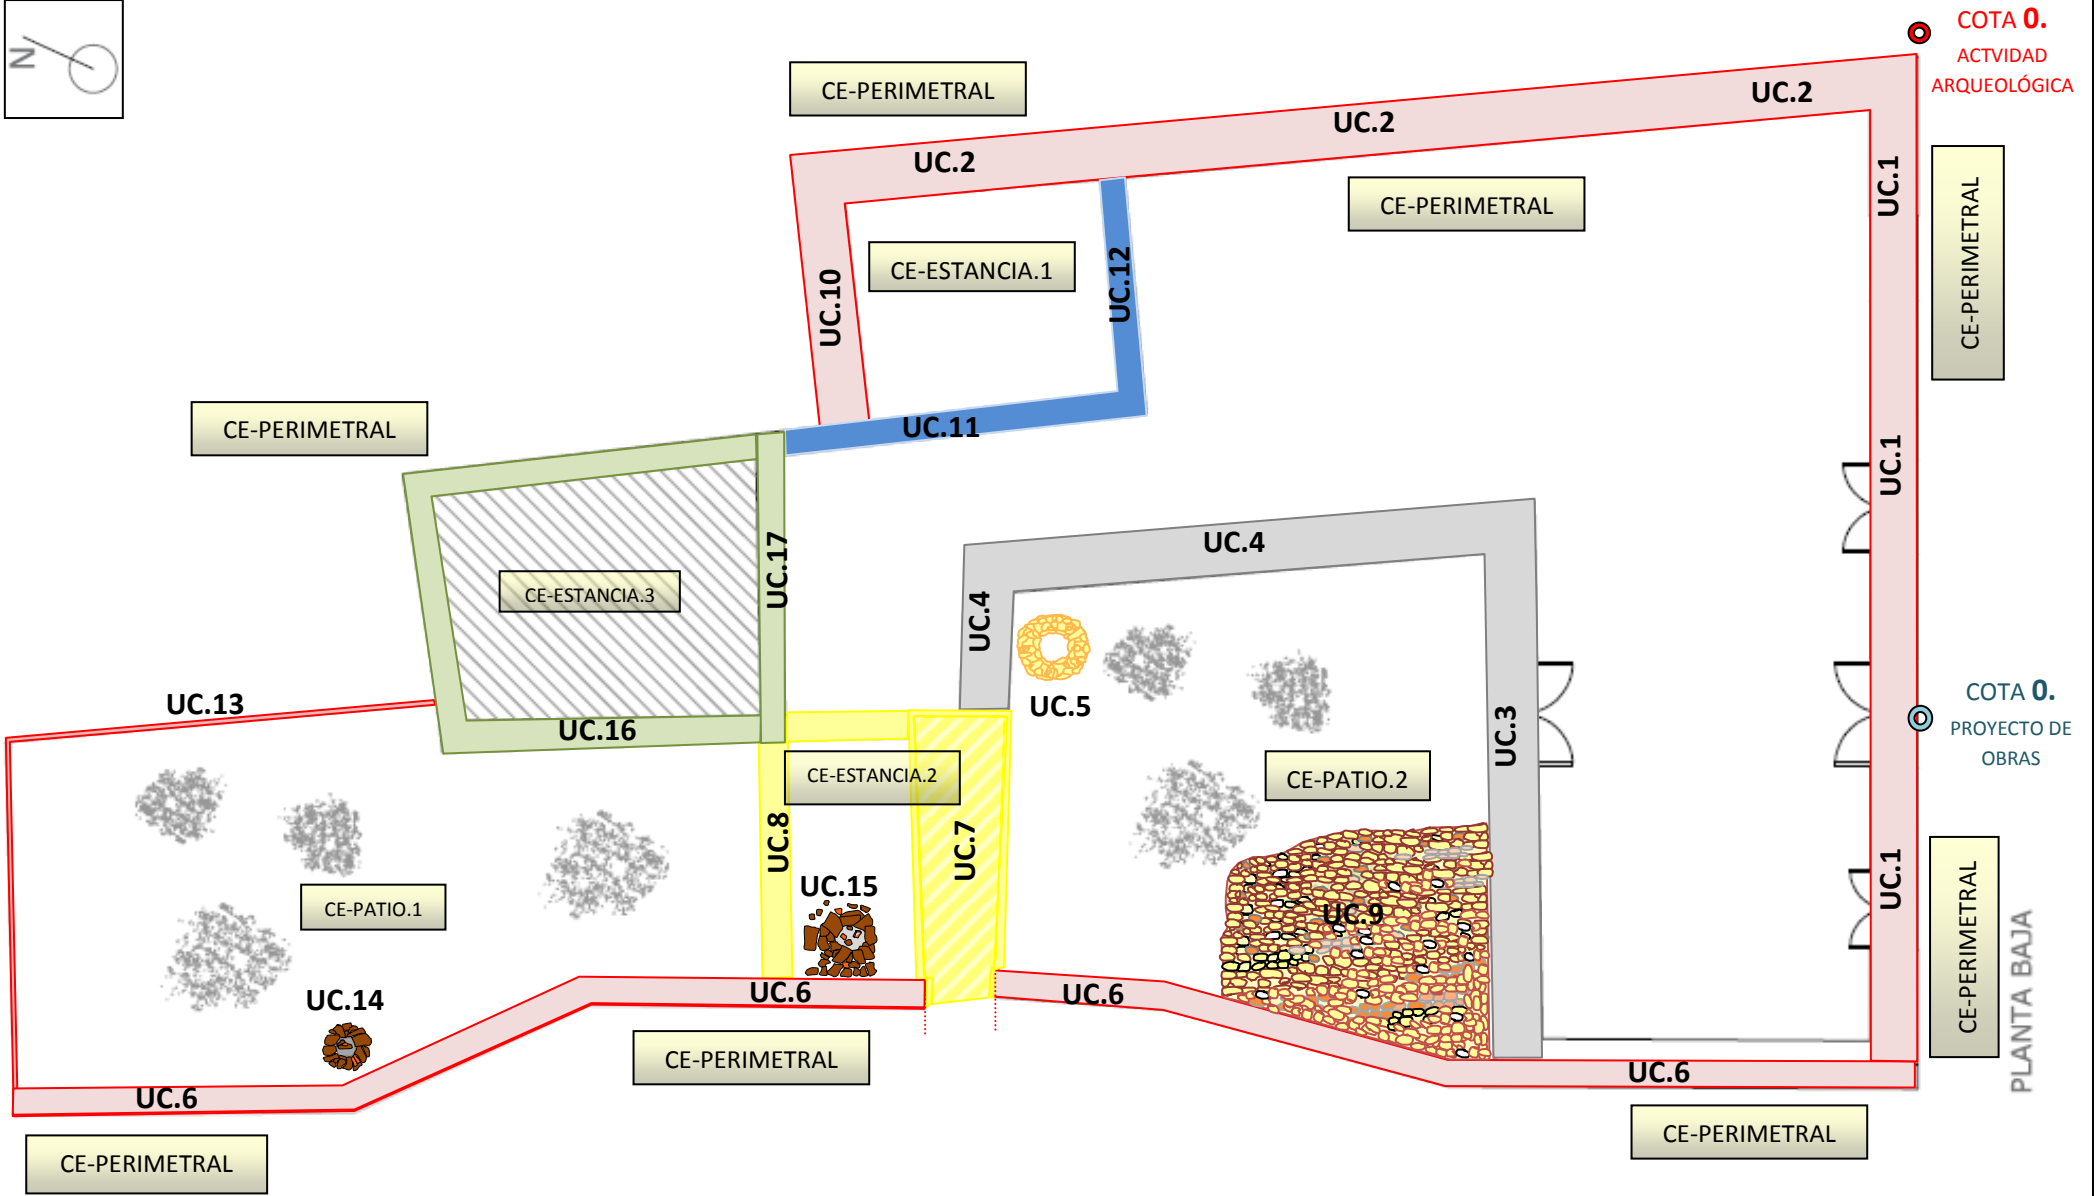 N
COTA 0.
ACTVIDAD
ARQUEOLÓGICA
CE-PERIMETRAL
UC.2
UC.2
UC.2
UC.1
CE-PERIMETRAL
CE-PERIMETRAL
CE-ESTANCIA.1
UC.12
UC.10
CE-PERIMETRAL
UC.11
UC.1
UC.4
UC.17
CE-ESTANCIA.3
UC.4
UC.5
UC.13
UC.16
UC.3
COTA 0.
PROYECTO DE
OBRAS
CE-ESTANCIA.2
CE-PATIO.2
UC.8
UC.7
UC.15
UC.1
CE-PATIO.1
UC.9
CE-PERIMETRAL
PLANTA BAJA
UC.14
UC.6
UC.6
CE-PERIMETRAL
UC.6
UC.6
CE-PERIMETRAL
CE-PERIMETRAL